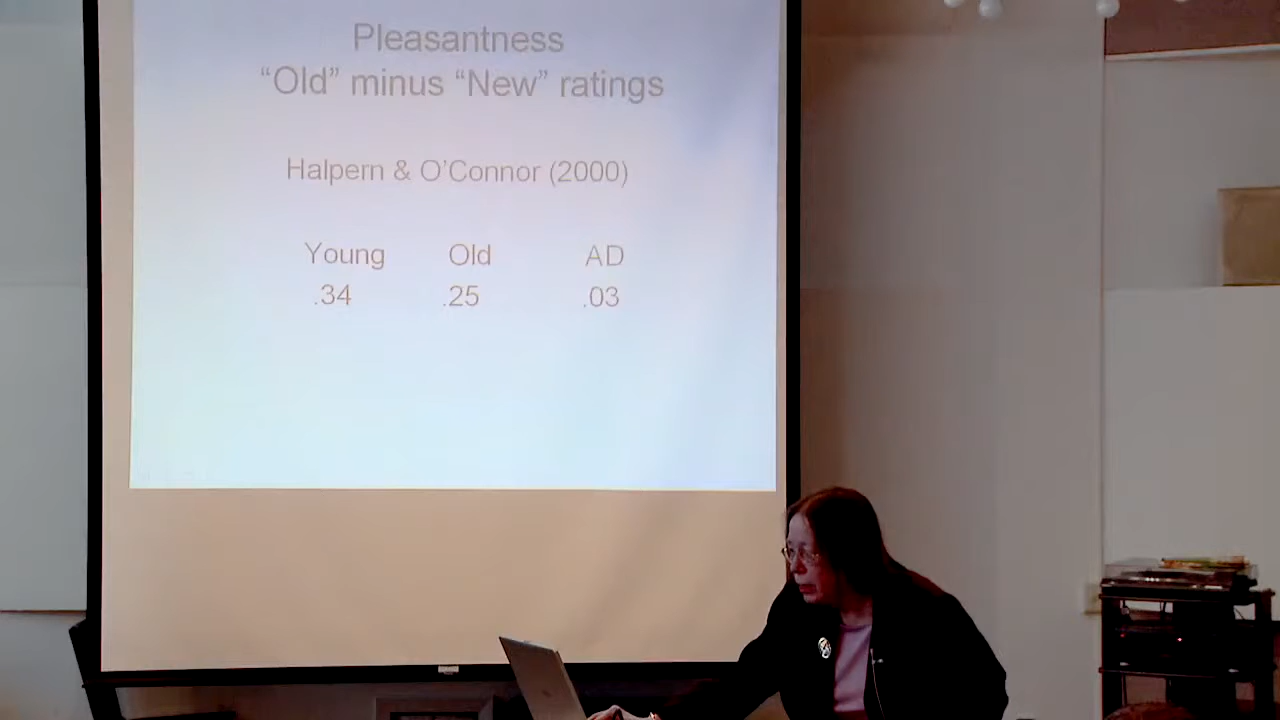 Pleasantness
“Old” minus “New” ratings
Halpern & O’Connor (2000)
Young Old AD
.34 .25 .03